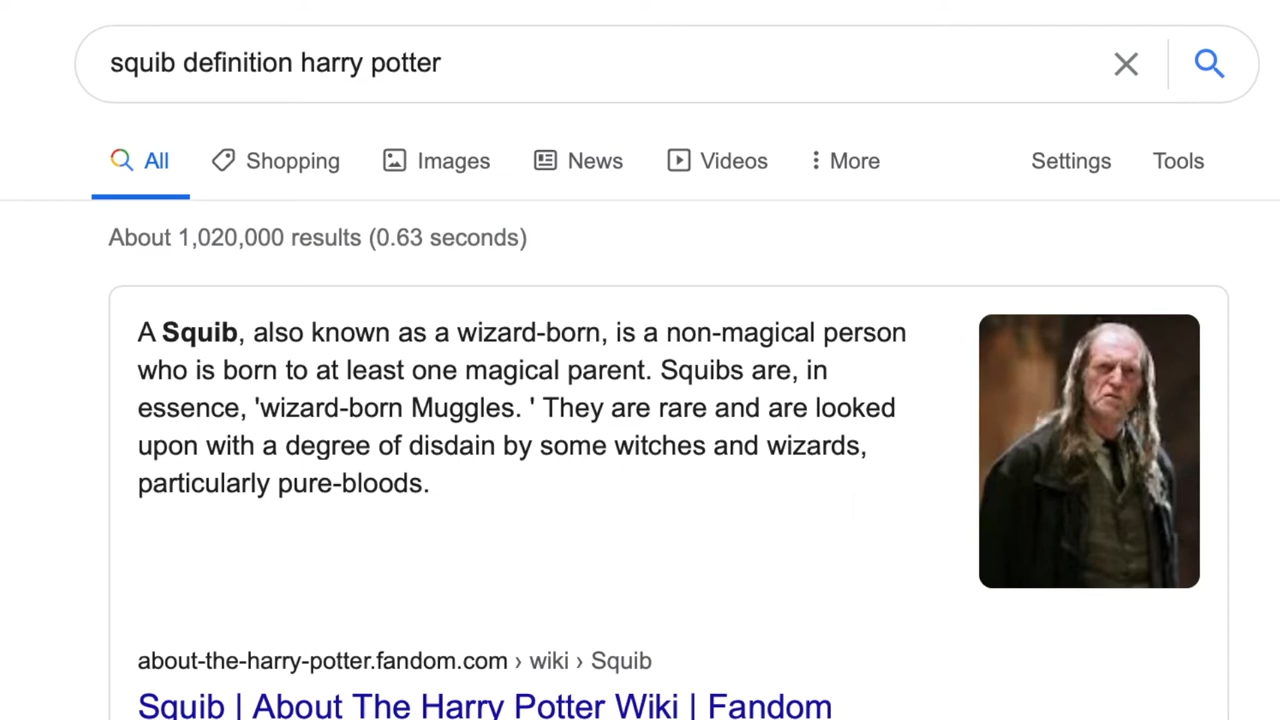 squib definition harry potter
All Shopping Images News Videos More Settings Tools
About 1,020,000 results (0.63 seconds)
A Squib, also known as a wizard-born, is a non-magical person
who is born to at least one magical parent. Squibs are, in
essence, 'wizard-born Muggles. ' They are rare and are looked
upon with a degree of disdain by some witches and wizards,
particularly pure-bloods.
about-the-harry-potter.fandom.com › wiki › Squib
Squib | About The Harry Potter Wiki | Fandom